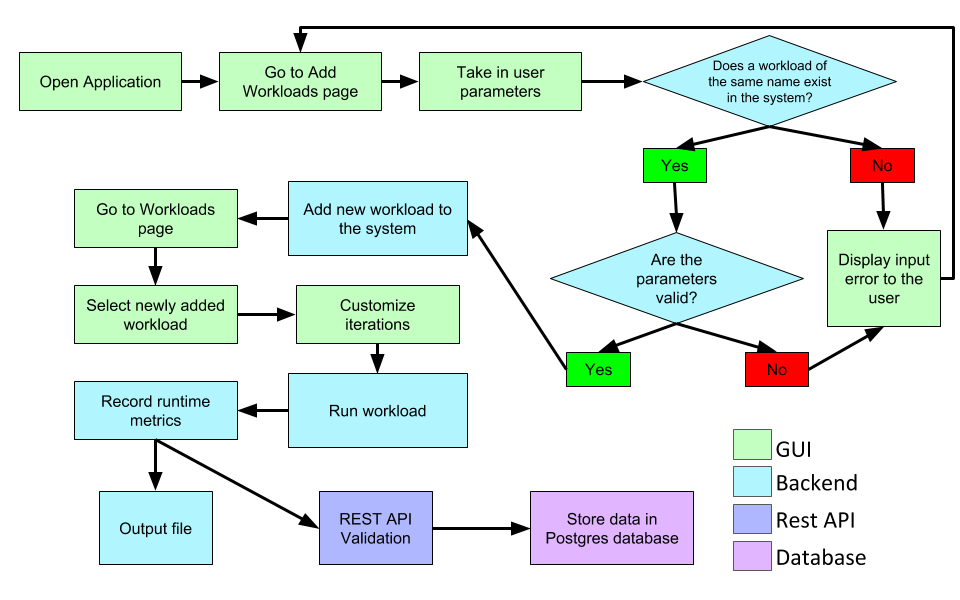 Open Application
Go to Add
Workloads page
Take in user
parameters
Does a workload of
the same name exist
in the system?
Yes
No
Are the
parameters
valid?
Display input
error to the
user
Yes
No
Add new workload to
the system
Go to Workloads
page
Select newly added
workload
Customize
iterations
Run workload
Record runtime
metrics
Output file
REST API
Validation
Store data in
Postgres database
GUI
Backend
Rest API
Database